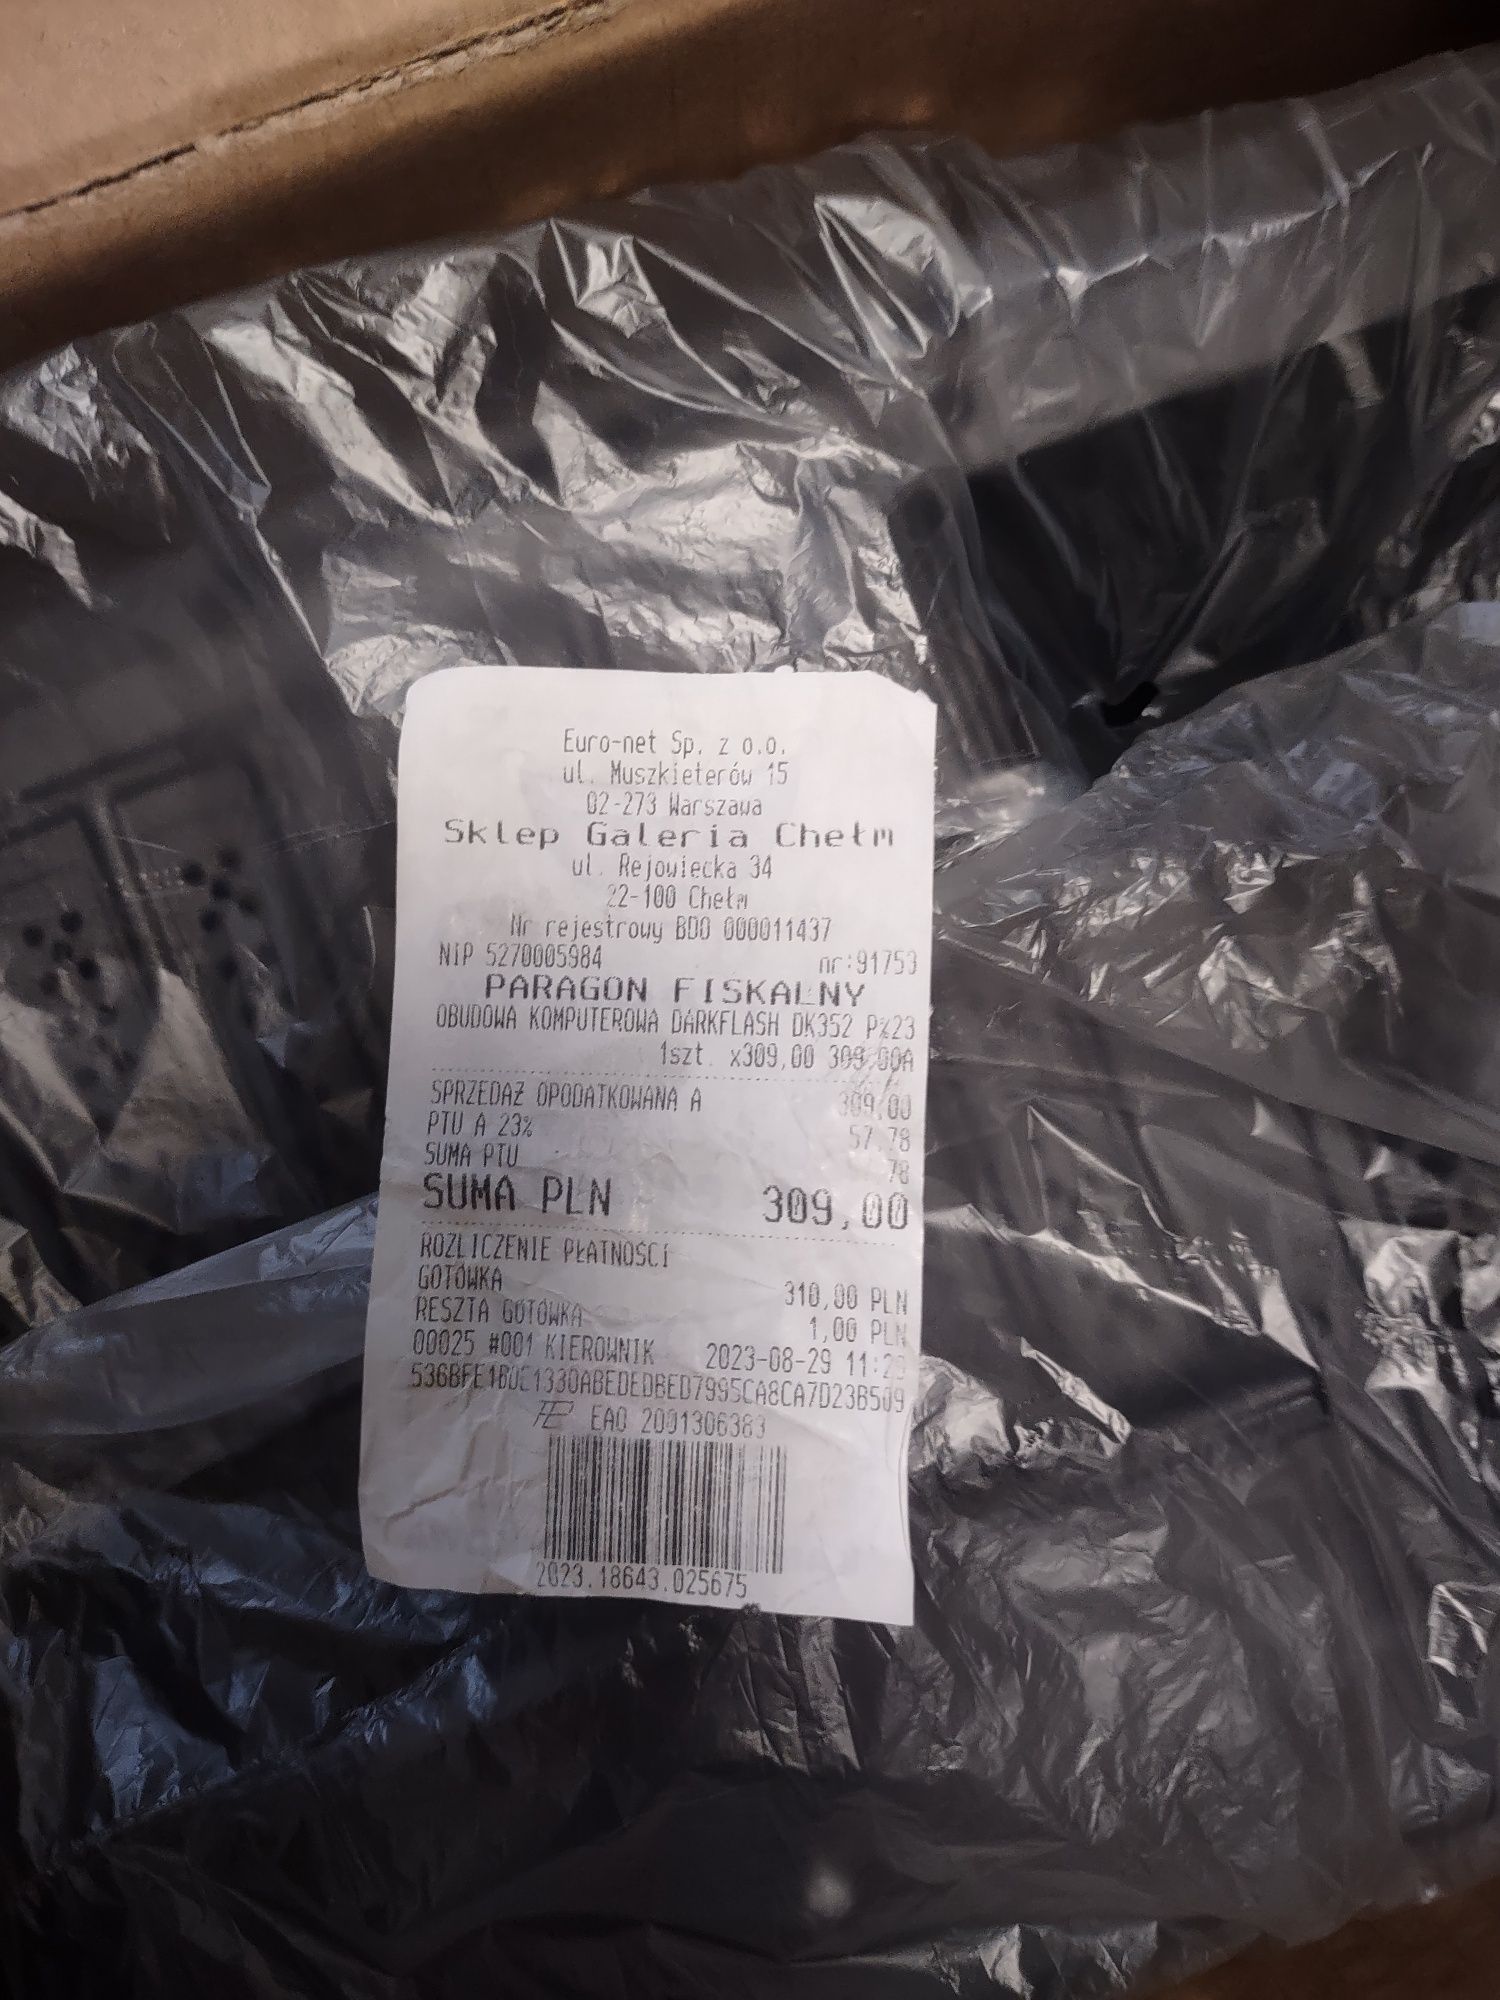 Euro-net Sp. z o.o.
ul. Muszkieterów 15
02-273 Warszawa
Sklep Galeria Chełm
ul. Rejowiecka 34
22-100 Chełm
Nr rejestrowy BDO 000011437
NIP 5270005984 nr:91753
PARAGON FISKALNY
OBUDOWA KOMPUTEROWA DARKFLASH DK352 P%23
1szt. x309,00 309,00A
SPRZEDAŻ OPODATKOWANA A 309,00
PTU A 23% 57,78
SUMA PTU 78
SUMA PLN 309,00
ROZLICZENIE PŁATNOŚCI
GOTÓWKA 310,00 PLN
RESZTA GOTÓWKA 1,00 PLN
00025 #001 KIEROWNIK 2023-08-29
EAO 2001306383
2023.18643.025675